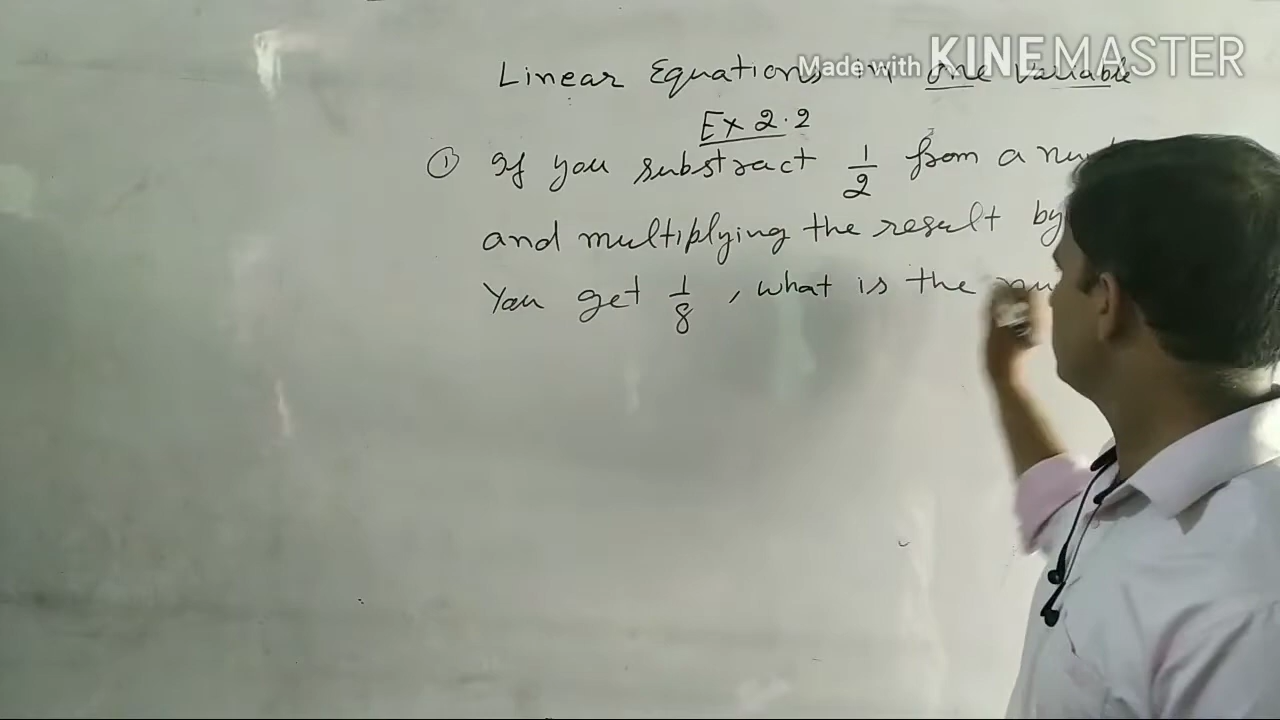 Made with KINEMASTER
Linear Equations in one variable
Ex 2.2
① If you substract 1/2 from a
and multiplying the result by
You get 1/8, what is the